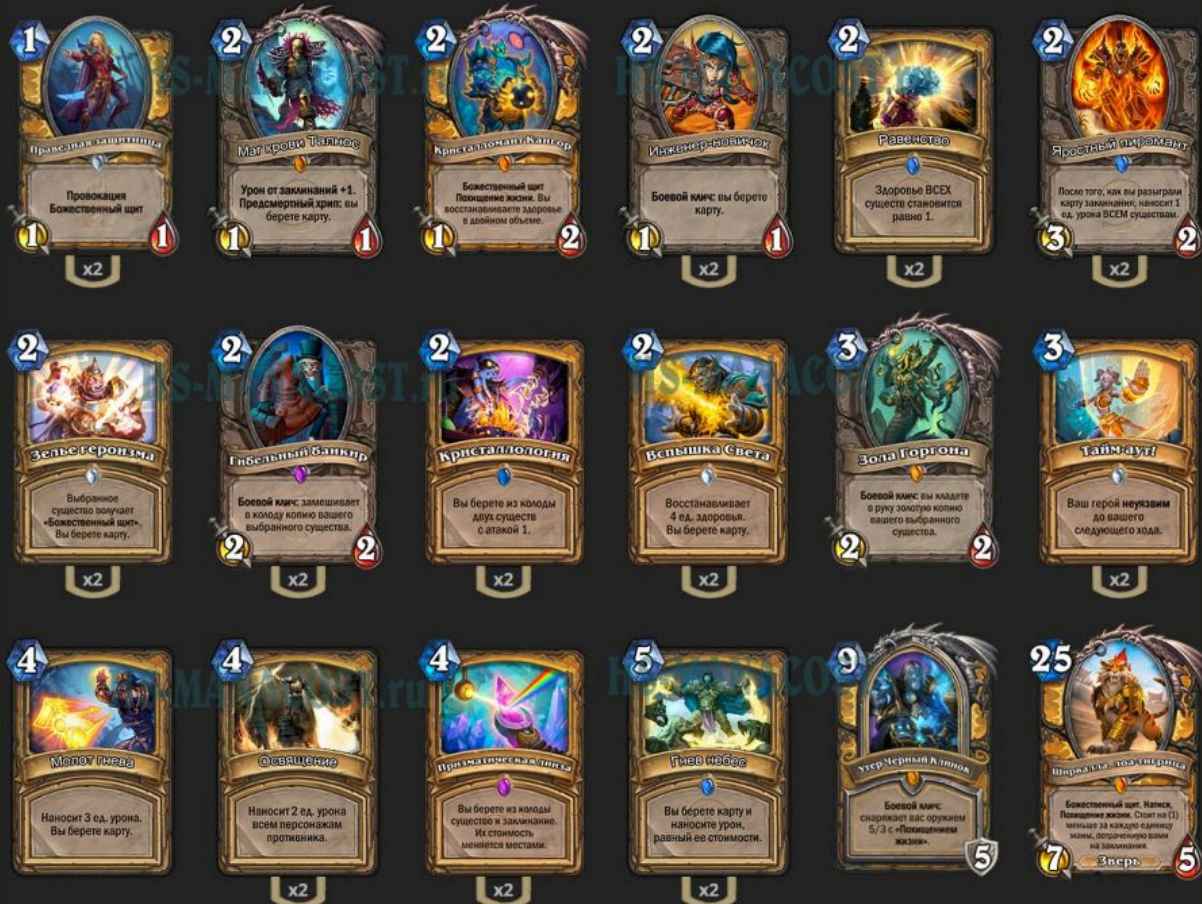 1
Праведная защитница
Провокация
Божественный щит
1
1
x2
2
Маг крови Талнос
Урон от заклинаний +1.
Предсмертный хрип: вы
берете карту.
1
1
2
Кристалломант Кангор
Божественный щит
Похищение жизни. Вы
восстанавливаете здоровье
в двойном объеме.
1
2
2
Инженер-новичок
Боевой клич: вы берете
карту.
1
1
x2
2
Равенство
Здоровье ВСЕХ
существ становится
равно 1.
x2
2
Яростный пиромант
После того, как вы разыграли
карту заклинания, наносит 1
ед. урона ВСЕМ существам.
3
2
x2
2
Зелье героизма
Выбранное
существо получает
«Божественный щит».
Вы берете карту.
x2
2
Гибельный банкир
Боевой клич: замешивает
в колоду копию вашего
выбранного существа.
2
2
x2
2
Кристаллология
Вы берете из колоды
двух существ
с атакой 1.
x2
2
Вспышка Света
Восстанавливает
4 ед. здоровья.
Вы берете карту.
x2
3
Зола Горгона
Боевой клич: вы кладете
в руку золотую копию
вашего выбранного
существа.
2
2
3
Тайм-аут!
Ваш герой неуязвим
до вашего
следующего хода.
x2
4
Молот гнева
Наносит 3 ед. урона.
Вы берете карту.
4
Освящение
Наносит 2 ед. урона
всем персонажам
противника.
x2
4
Призматическая линза
Вы берете из колоды
существо и заклинание.
Их стоимость
меняется местами.
x2
5
Гнев небес
Вы берете карту и
наносите урон,
равный ее стоимости.
x2
9
Утер Черный Клинок
Боевой клич:
снаряжает вас оружием
5/3 с «Похищением
жизни».
5
25
Ширвалла, лоа-тигрица
Божественный щит, Натиск,
Похищение жизни. Стоит на (1)
меньше за каждую единицу
маны, потраченную вами
на заклинания.
7
Зверь
5